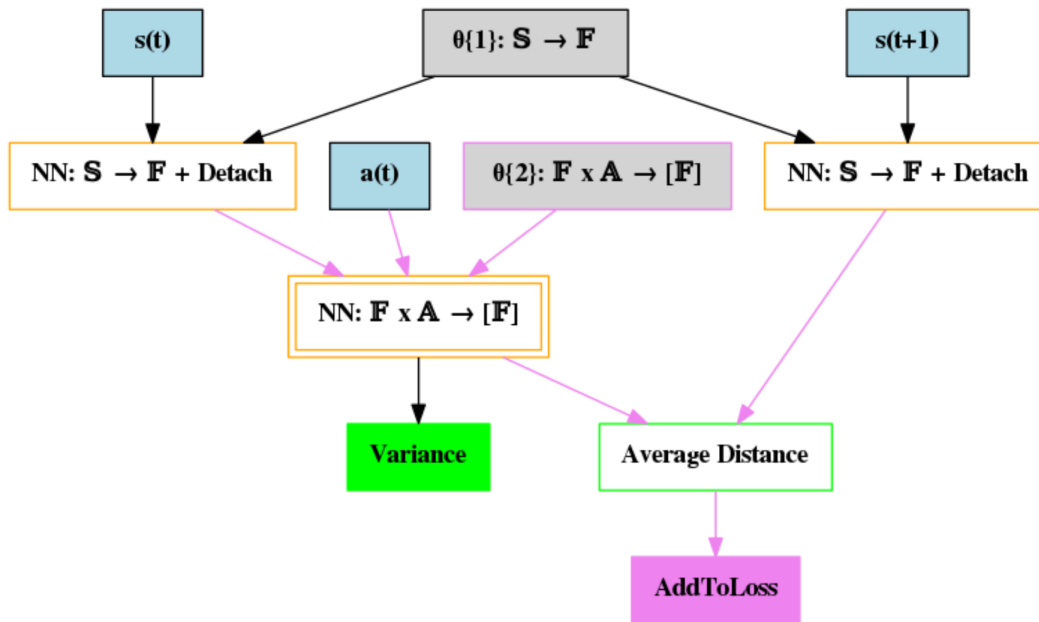 s(t)
θ{1}: 𝕊 → 𝔽
s(t+1)
NN: 𝕊 → 𝔽 + Detach
a(t)
θ{2}: 𝔽 x 𝔸 → [𝔽]
NN: 𝕊 → 𝔽 + Detach
NN: 𝔽 x 𝔸 → [𝔽]
Variance
Average Distance
AddToLoss